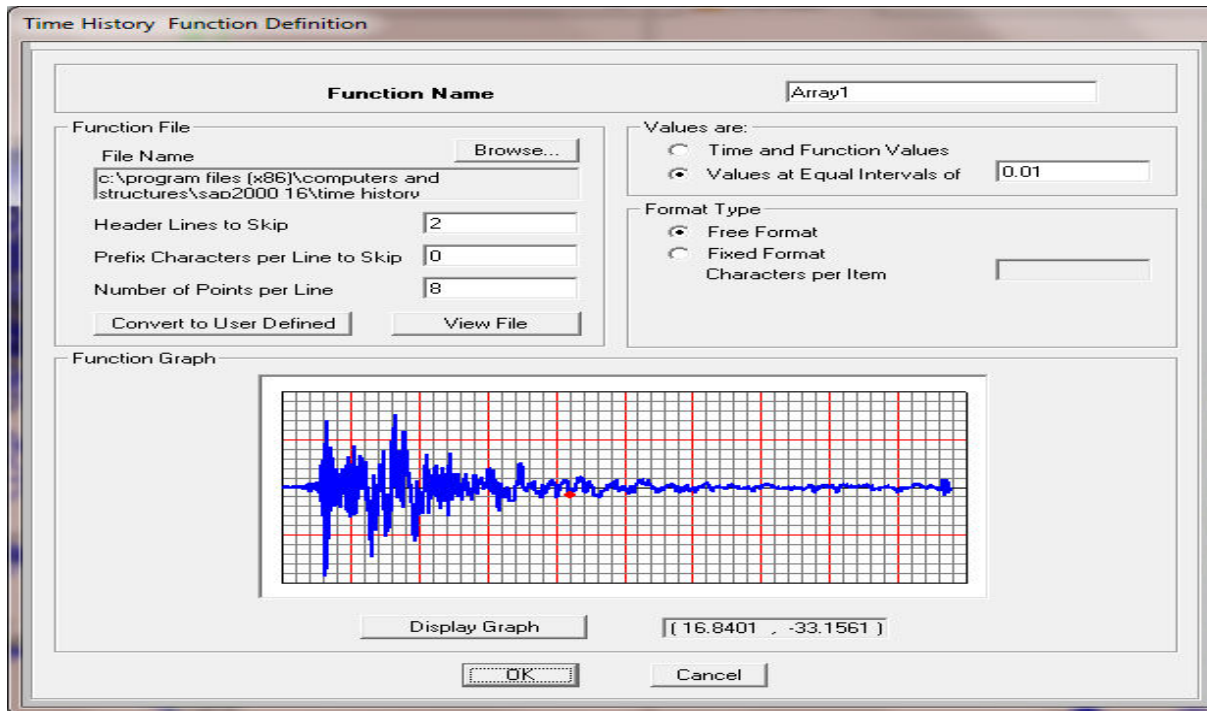 Time History Function Definition
Function Name
Array1
Function File
File Name
Browse...
c:\program files (x86)\computers and
structures\sap2000 16\time history
Header Lines to Skip
2
Prefix Characters per Line to Skip
0
Number of Points per Line
8
Convert to User Defined
View File
Values are:
Time and Function Values
Values at Equal Intervals of
0.01
Format Type
Free Format
Fixed Format
Characters per Item
Function Graph
Display Graph
( 16.8401 , -33.1561 )
OK
Cancel